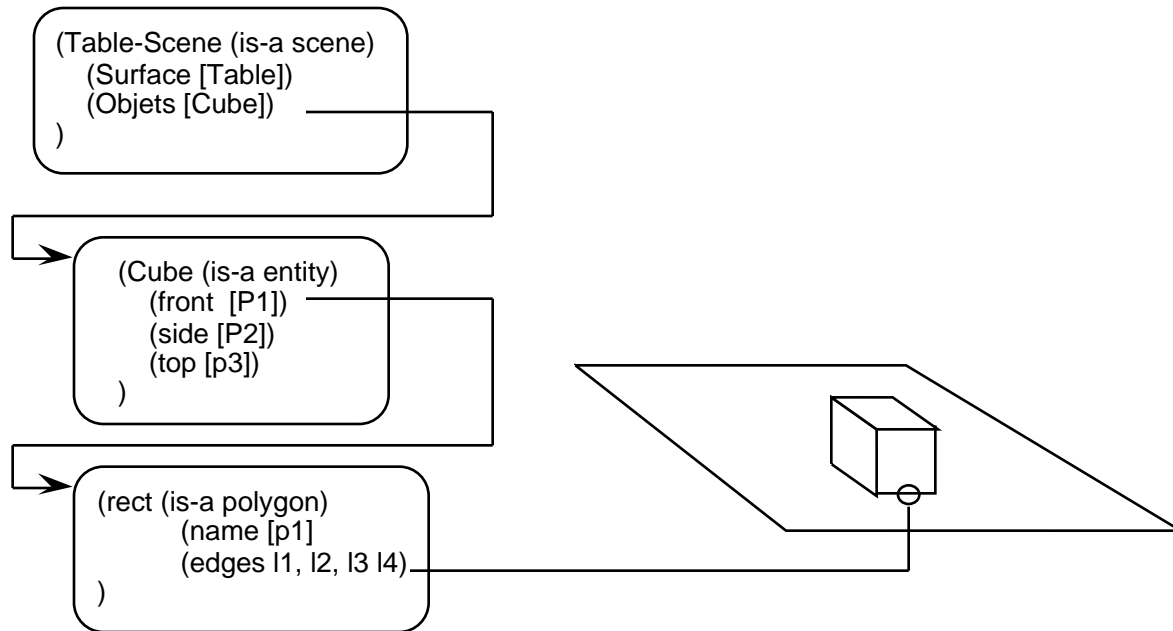 (Table-Scene (is-a scene)
(Surface [Table])
(Objets [Cube])
)
(Cube (is-a entity)
(front [P1])
(side [P2])
(top [p3])
)
(rect (is-a polygon)
(name [p1]
(edges l1, l2, l3 l4)
)